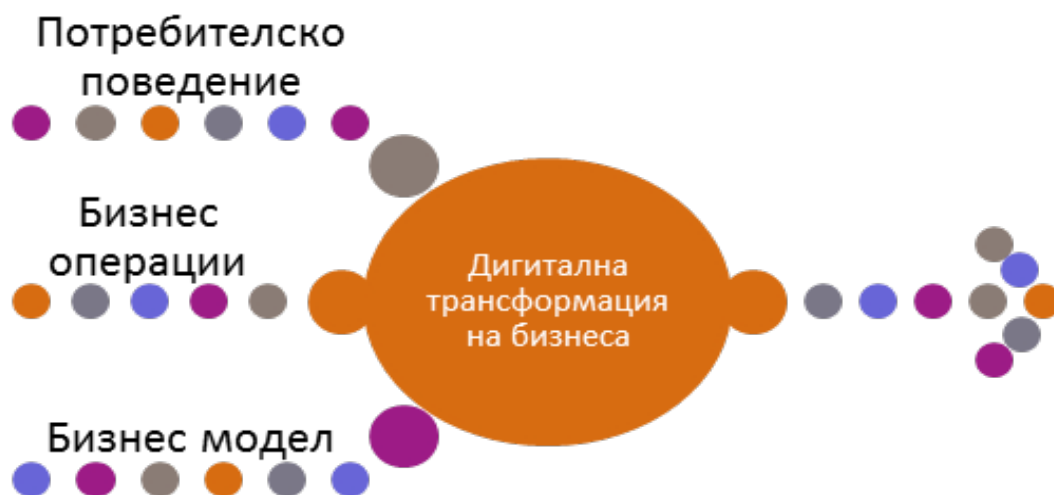 Потребителско
поведение
Бизнес
операции
Дигитална
трансформация
на бизнеса
Бизнес модел